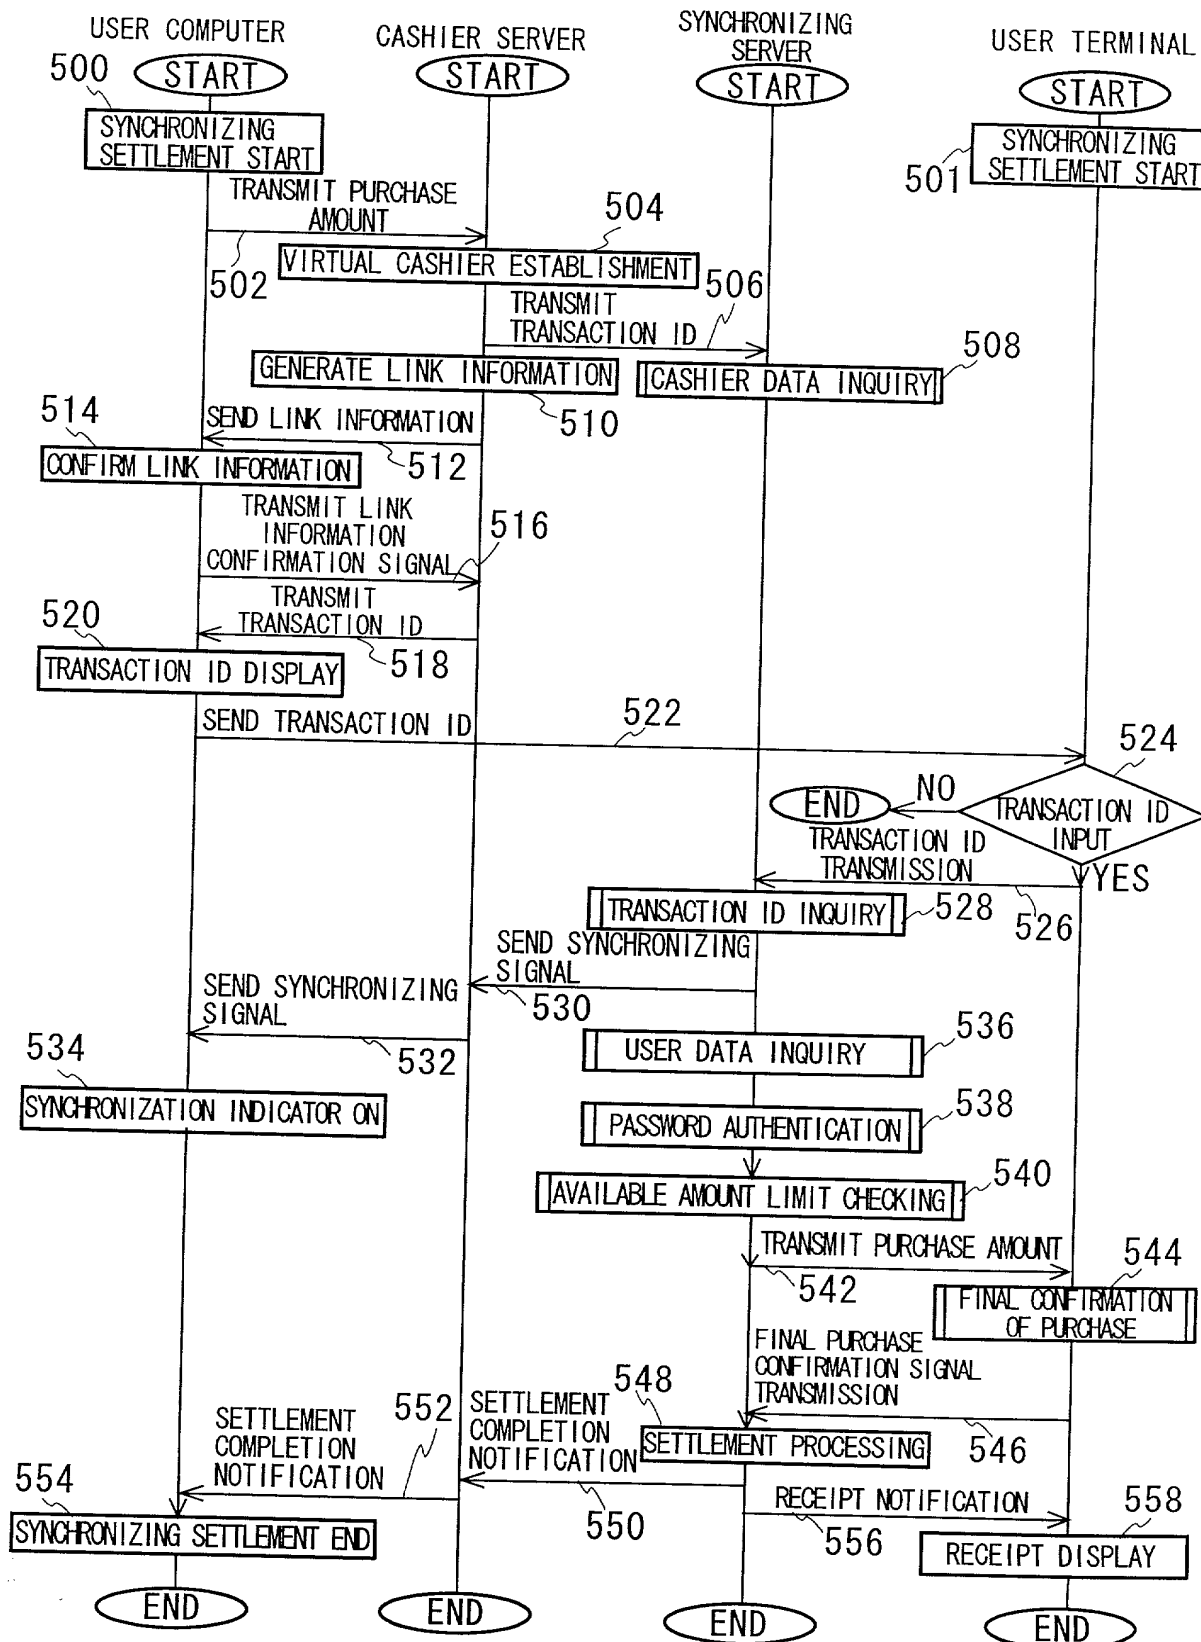 USER COMPUTER
CASHIER SERVER
SYNCHRONIZING
SERVER
USER TERMINAL
START
START
START
START
500
SYNCHRONIZING
SETTLEMENT START
501
SYNCHRONIZING
SETTLEMENT START
TRANSMIT PURCHASE
AMOUNT
502
504
VIRTUAL CASHIER ESTABLISHMENT
506
TRANSMIT
TRANSACTION ID
508
GENERATE LINK INFORMATION
CASHIER DATA INQUIRY
510
514
SEND LINK INFORMATION
512
CONFIRM LINK INFORMATION
TRANSMIT LINK
INFORMATION
CONFIRMATION SIGNAL
516
TRANSMIT
TRANSACTION ID
518
520
TRANSACTION ID DISPLAY
SEND TRANSACTION ID
522
524
TRANSACTION ID
INPUT
NO
END
YES
TRANSACTION ID
TRANSMISSION
526
TRANSACTION ID INQUIRY
528
SEND SYNCHRONIZING
SIGNAL
530
SEND SYNCHRONIZING
SIGNAL
532
534
SYNCHRONIZATION INDICATOR ON
USER DATA INQUIRY
536
PASSWORD AUTHENTICATION
538
AVAILABLE AMOUNT LIMIT CHECKING
540
TRANSMIT PURCHASE AMOUNT
542
544
FINAL CONFIRMATION
OF PURCHASE
FINAL PURCHASE
CONFIRMATION SIGNAL
TRANSMISSION
546
548
SETTLEMENT PROCESSING
SETTLEMENT
COMPLETION
NOTIFICATION
550
552
SETTLEMENT
COMPLETION
NOTIFICATION
554
SYNCHRONIZING SETTLEMENT END
RECEIPT NOTIFICATION
556
558
RECEIPT DISPLAY
END
END
END
END